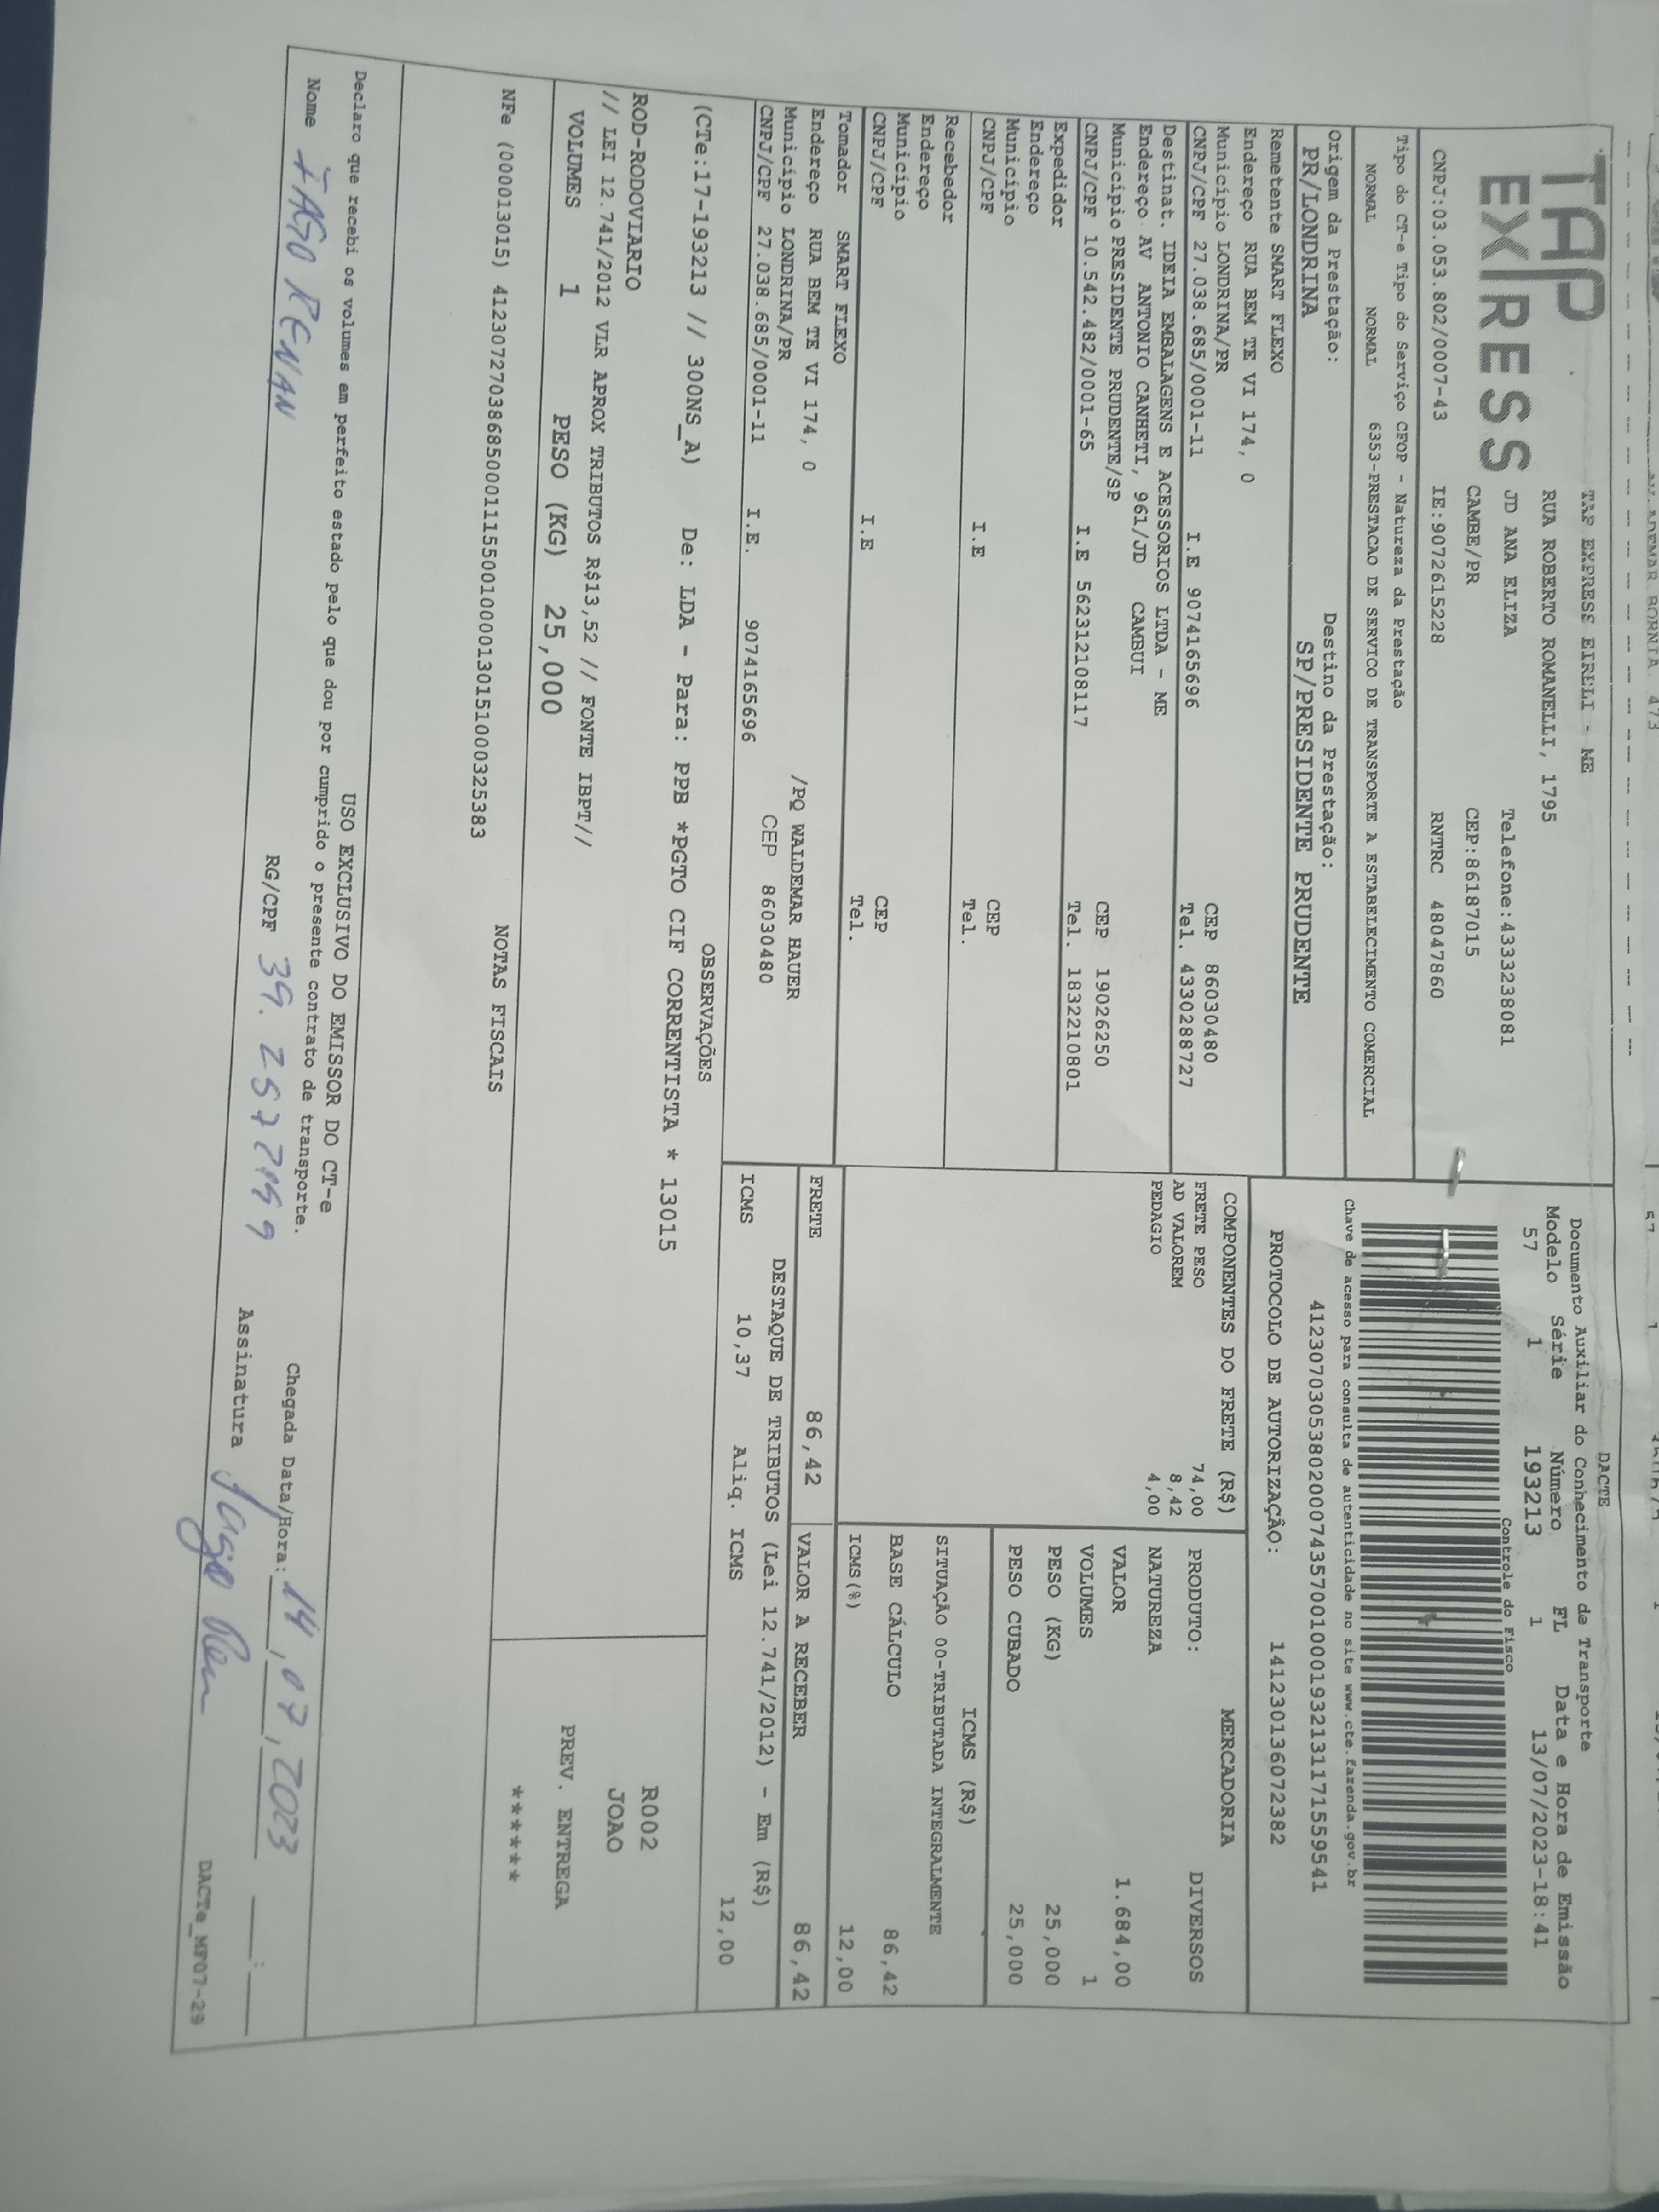 TAP
EXPRESS
TAP EXPRESS EIRELI - ME
RUA ROBERTO ROMANELLI, 1795
JD ANA ELIZA Telefone:4333238081
CAMBE/PR CEP:86187015
CNPJ:03.053.802/0007-43 IE:9072615228 RNTRC 48047860
Tipo do CT-e Tipo do Serviço CFOP - Natureza da Prestação
NORMAL NORMAL 6353-PRESTACAO DE SERVICO DE TRANSPORTE A ESTABELECIMENTO COMERCIAL
Origem da Prestação: Destino da Prestação:
PR/LONDRINA SP/PRESIDENTE PRUDENTE
DACTE
Documento Auxiliar do Conhecimento de Transporte
Modelo Série Número FL Data e Hora de Emissão
57 1 193213 1 13/07/2023-18:41
Controle do Fisco
Chave de acesso para consulta de autenticidade no site www.cte.fazenda.gov.br
41230703053802000743570010001932131171559541
PROTOCOLO DE AUTORIZAÇÃO: 141230136072382
Remetente SMART FLEXO
Endereço RUA BEM TE VI 174, 0
Município LONDRINA/PR CEP 86030480
CNPJ/CPF 27.038.685/0001-11 I.E 9074165696 Tel. 4330288727
Destinat. IDEIA EMBALAGENS E ACESSORIOS LTDA - ME
Endereço AV ANTONIO CANHETI, 961/JD CAMBUI
Município PRESIDENTE PRUDENTE/SP CEP 19026250
CNPJ/CPF 10.542.482/0001-65 I.E 562312108117 Tel. 1832210801
Expedidor
Endereço
Município CEP
CNPJ/CPF I.E Tel.
Recebedor
Endereço
Município CEP
CNPJ/CPF I.E Tel.
Tomador SMART FLEXO
Endereço RUA BEM TE VI 174, 0 /PQ WALDEMAR HAUER
Município LONDRINA/PR CEP 86030480
CNPJ/CPF 27.038.685/0001-11 I.E. 9074165696
COMPONENTES DO FRETE (R$)
FRETE PESO 74,00
AD VALOREM 8,42
PEDAGIO 4,00
MERCADORIA
PRODUTO: DIVERSOS
NATUREZA
VALOR 1.684,00
VOLUMES 1
PESO (KG) 25,000
PESO CUBADO 25,000
ICMS (R$)
SITUAÇÃO 00-TRIBUTADA INTEGRALMENTE
BASE CÁLCULO 86,42
ICMS(%) 12,00
FRETE 86,42 VALOR A RECEBER 86,42
DESTAQUE DE TRIBUTOS (Lei 12.741/2012) - Em (R$)
ICMS 10,37 Aliq. ICMS 12,00
OBSERVAÇÕES
(CTe:17-193213 // 300NS_A) De: LDA - Para: PPB *PGTO CIF CORRENTISTA * 13015
ROD-RODOVIARIO
// LEI 12.741/2012 VLR APROX TRIBUTOS R$13,52 // FONTE IBPT//
VOLUMES 1 PESO (KG) 25,000
R002
JOAO
PREV. ENTREGA
******
NOTAS FISCAIS
NFe (000013015) 41230727038685000111550010000130151000325383
USO EXCLUSIVO DO EMISSOR DO CT-e
Declaro que recebi os volumes em perfeito estado pelo que dou por cumprido o presente contrato de transporte.
Nome IAGO RENAN RG/CPF Assinatura Iago Chegada Data/Hora: 14,07,2023 :
DACTe_MF07-29